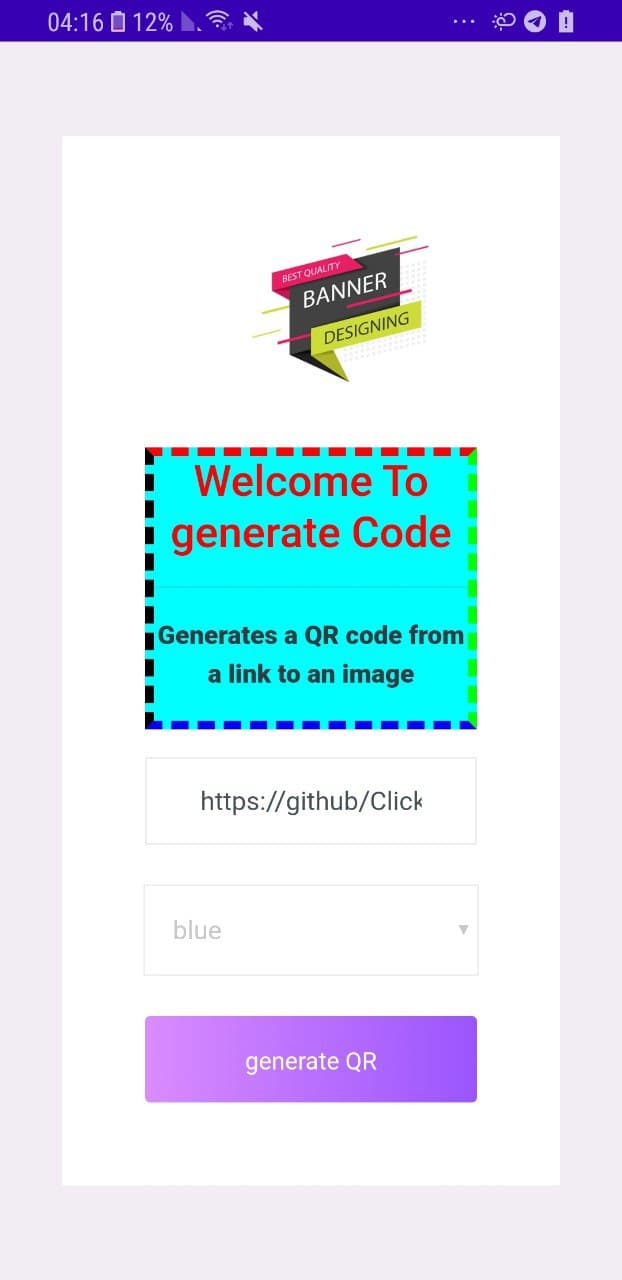 04:16 12%
BEST QUALITY
BANNER
DESIGNING
Welcome To
generate Code
Generates a QR code from
a link to an image
https://github/Click
blue
generate QR